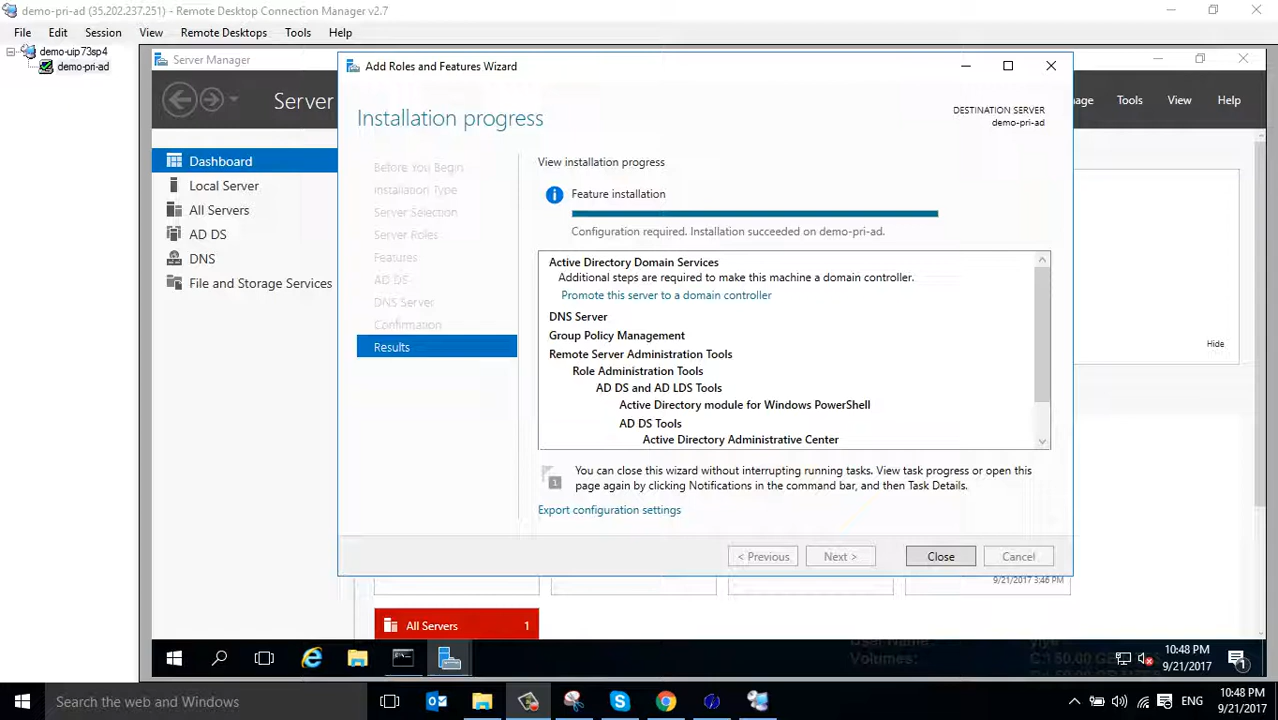 demo-pri-ad (35.202.237.251) - Remote Desktop Connection Manager v2.7
File Edit Session View Remote Desktops Tools Help
demo-uip73sp4
demo-pri-ad
Server Manager
Server
Tools View Help
Dashboard
Local Server
All Servers
AD DS
DNS
File and Storage Services
Add Roles and Features Wizard
Installation progress
DESTINATION SERVER
demo-pri-ad
Before You Begin
Installation Type
Server Selection
Server Roles
Features
AD DS
DNS Server
Confirmation
Results
View installation progress
Feature installation
Configuration required. Installation succeeded on demo-pri-ad.
Active Directory Domain Services
Additional steps are required to make this machine a domain controller.
Promote this server to a domain controller
DNS Server
Group Policy Management
Remote Server Administration Tools
Role Administration Tools
AD DS and AD LDS Tools
Active Directory module for Windows PowerShell
AD DS Tools
Active Directory Administrative Center
1
You can close this wizard without interrupting running tasks. View task progress or open this
page again by clicking Notifications in the command bar, and then Task Details.
Export configuration settings
< Previous Next > Close Cancel
Hide
9/21/2017 3:46 PM
All Servers 1
10:48 PM
9/21/2017
1
Search the web and Windows
ENG
10:48 PM
9/21/2017